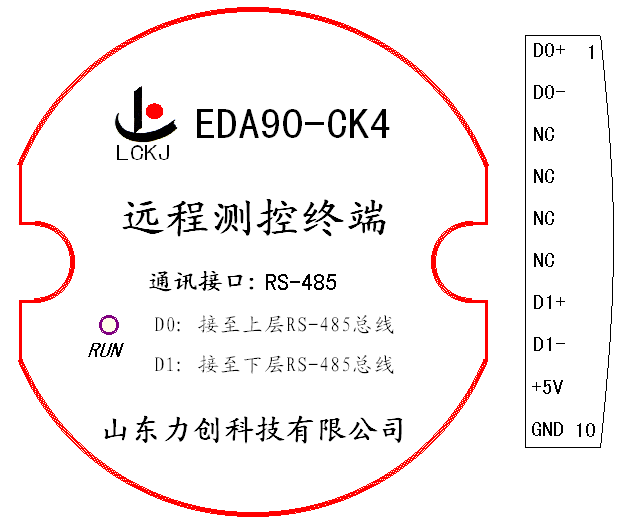 LCKJ
EDA90-CK4
远程测控终端
通讯接口: RS-485
D0: 接至上层RS-485总线
RUN
D1: 接至下层RS-485总线
山东力创科技有限公司
D0+ 1
D0-
NC
NC
NC
NC
D1+
D1-
+5V
GND 10